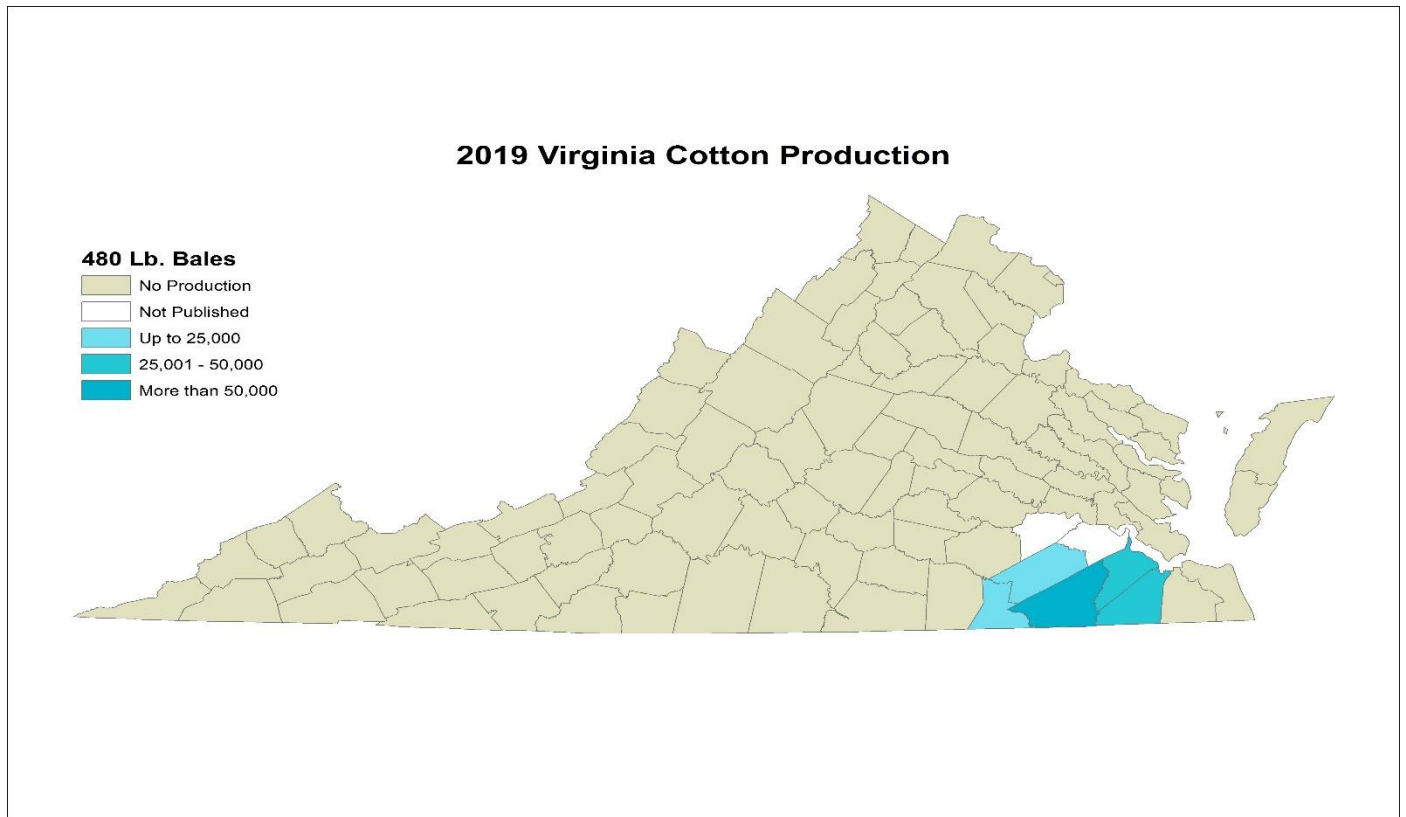 2019 Virginia Cotton Production
480 Lb. Bales
No Production
Not Published
Up to 25,000
25,001 - 50,000
More than 50,000